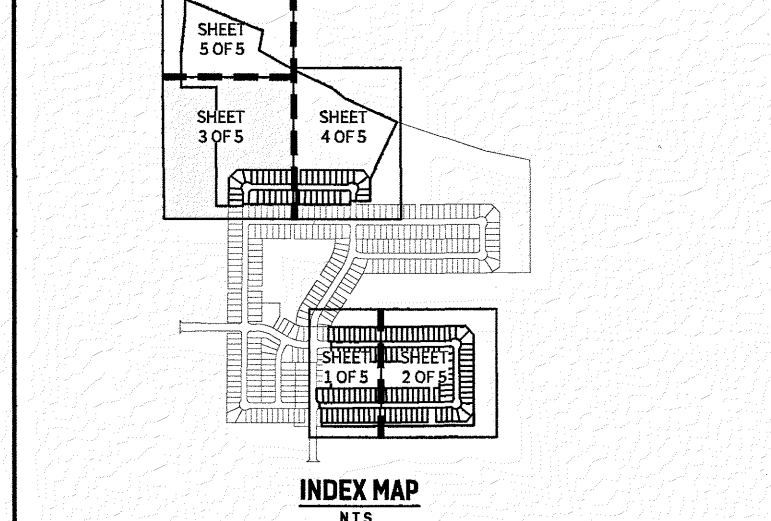 SHEET
5 OF 5
SHEET
3 OF 5
SHEET
4 OF 5
SHEET
1 OF 5
SHEET
2 OF 5
INDEX MAP
NTS